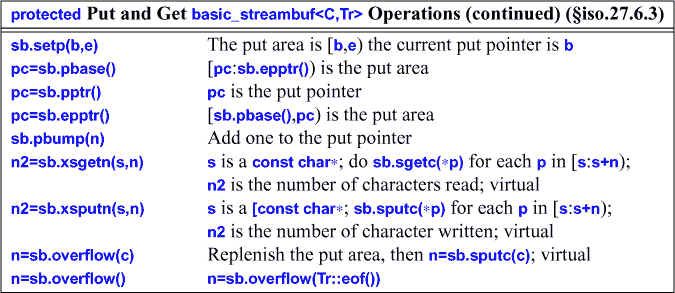 protected Put and Get basic_streambuf<C,Tr> Operations (continued) (§iso.27.6.3)
sb.setp(b,e) The put area is [b,e) the current put pointer is b
pc=sb.pbase() [pc:sb.epptr()) is the put area
pc=sb.pptr() pc is the put pointer
pc=sb.epptr() [sb.pbase(),pc) is the put area
sb.pbump(n) Add one to the put pointer
n2=sb.xsgetn(s,n) s is a const char∗; do sb.sgetc(∗p) for each p in [s:s+n);
n2 is the number of characters read; virtual
n2=sb.xsputn(s,n) s is a [const char∗; sb.sputc(∗p) for each p in [s:s+n);
n2 is the number of character written; virtual
n=sb.overflow(c) Replenish the put area, then n=sb.sputc(c); virtual
n=sb.overflow() n=sb.overflow(Tr::eof())